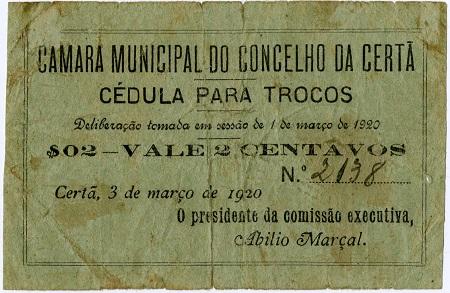 CAMARA MUNICIPAL DO CONCELHO DA CERTÃ
CÉDULA PARA TROCOS
Deliberação tomada em sessão de 1 de março de 1920
$02—VALE 2 CENTAVOS
N.º 2138
Certã, 3 de março de 1920
O presidente da comissão executiva,
Abilio Marçal.